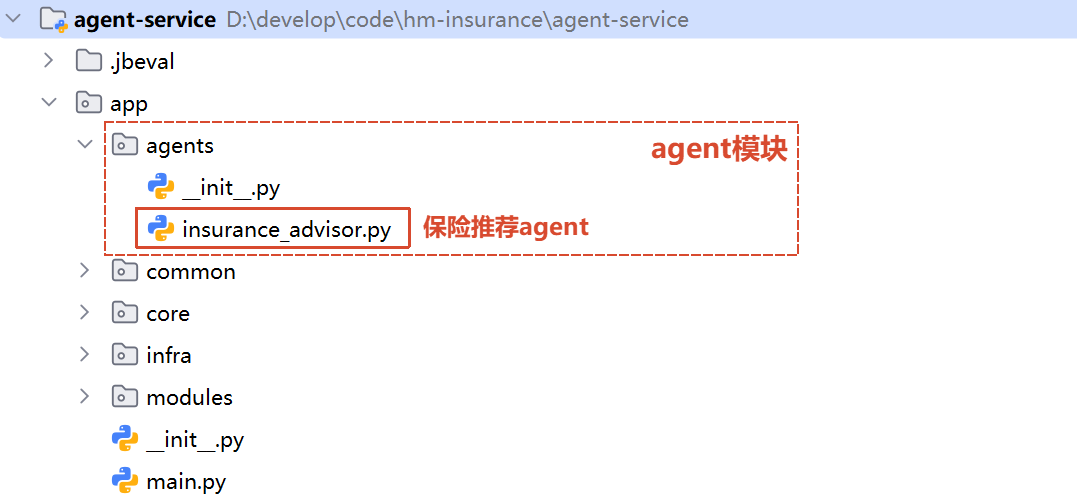 agent-service D:\develop\code\hm-insurance\agent-service
.jbeval
app
agents agent模块
__init__.py
insurance_advisor.py 保险推荐agent
common
core
infra
modules
__init__.py
main.py